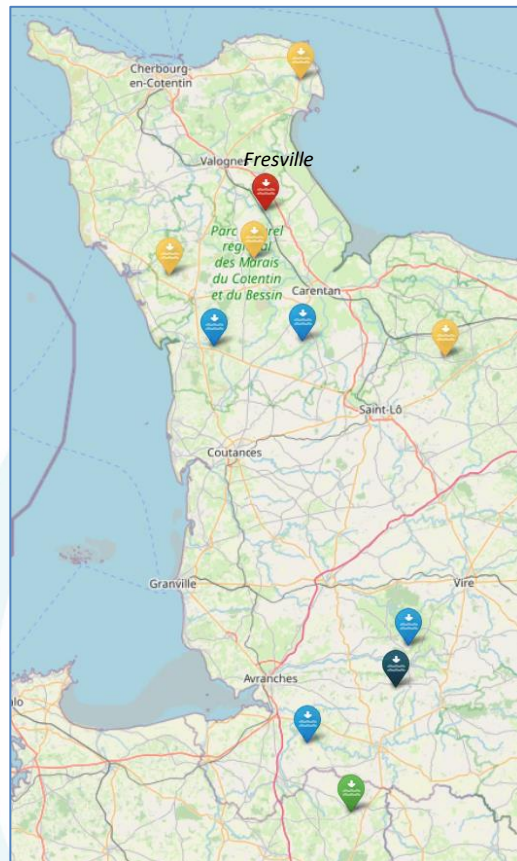 Cherbourg-
en-Cotentin
Valognes
Fresville
Parc naturel
régional
des Marais
du Cotentin
et du Bessin
Carentan
Saint-Lô
Coutances
Granville
Vire
Avranches